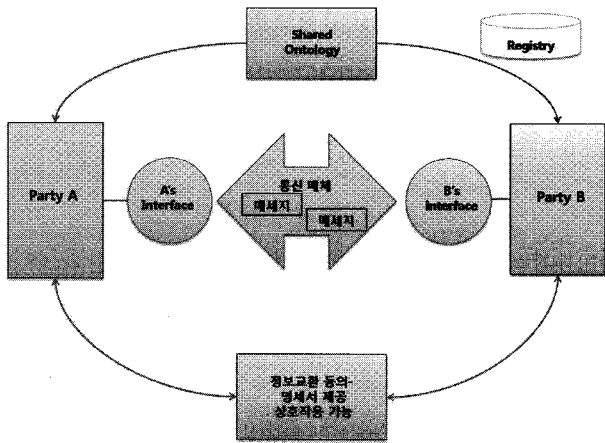 Shared
Ontology
Registry
Party A
A's
Interface
통신 매체
메세지
메세지
B's
Interface
Party B
정보교환 동의-
명세서 제공
상호작용 가능